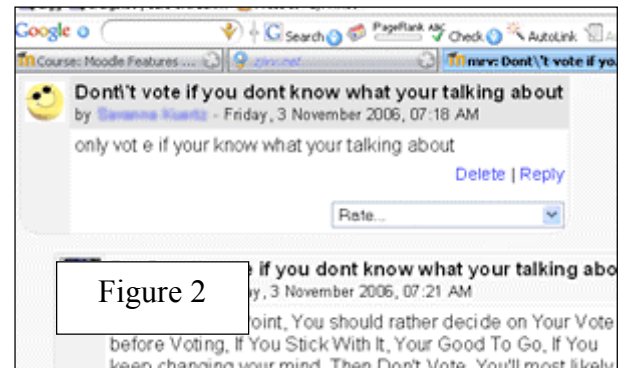 Google Search PageRank ABC Check AutoLink
Course: Moode Features ... zprv.net mrv: Dont\'t vote if yo
Dont\'t vote if you dont know what your talking about
by - Friday, 3 November 2006, 07:18 AM
only vot e if your know what your talking about
Delete | Reply
Rate...
e if you dont know what your talking abo
Figure 2
y, 3 November 2006, 07:21 AM
oint, You should rather decide on Your Vote
before Voting, If You Stick With It, Your Good To Go, If You
keep changing your mind, Then Don't Vote, You'll most likely